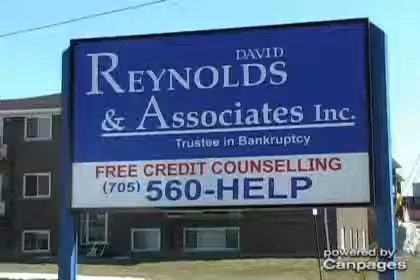 DAVID
REYNOLDS
& ASSOCIATES INC.
Trustee in Bankruptcy
FREE CREDIT COUNSELLING
(705) 560-HELP
powered by
Canpages